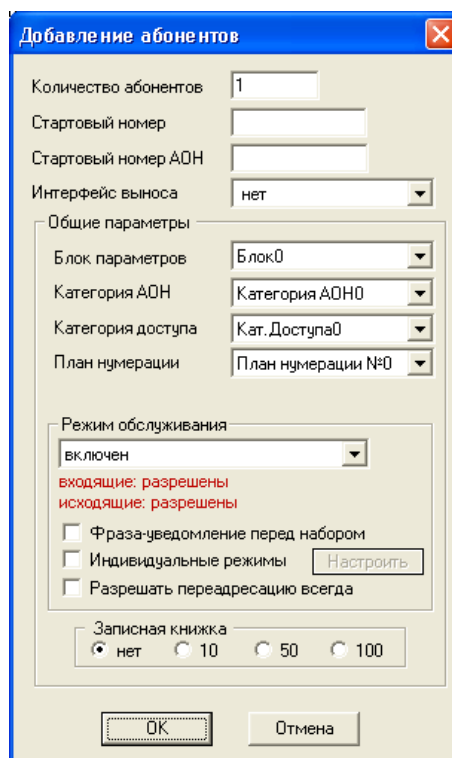 Добавление абонентов
Количество абонентов 1
Стартовый номер
Стартовый номер АОН
Интерфейс выноса нет
Общие параметры
Блок параметров Блок0
Категория АОН Категория АОН0
Категория доступа Кат.Доступа0
План нумерации План нумерации №0
Режим обслуживания
включен
входящие: разрешены
исходящие: разрешены
Фраза-уведомление перед набором
Индивидуальные режимы Настроить
Разрешать переадресацию всегда
Записная книжка
нет 10 50 100
OK Отмена